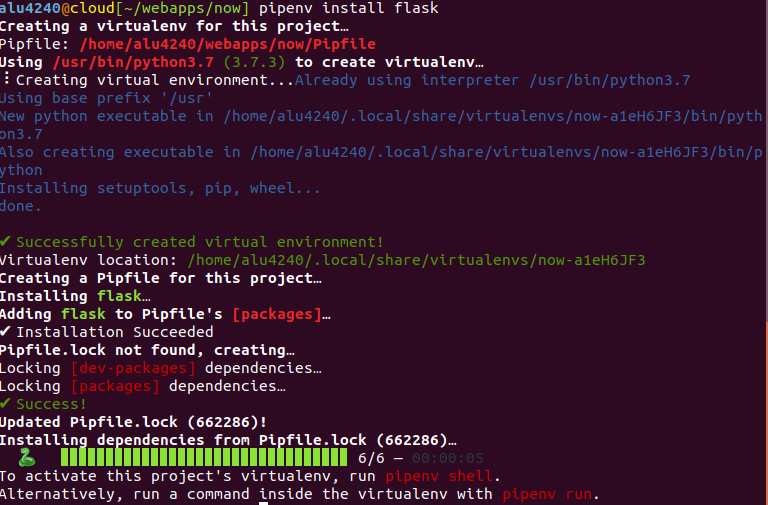 alu4240@cloud[~/webapps/now] pipenv install flask
Creating a virtualenv for this project…
Pipfile: /home/alu4240/webapps/now/Pipfile
Using /usr/bin/python3.7 (3.7.3) to create virtualenv…
⠸ Creating virtual environment...Already using interpreter /usr/bin/python3.7
Using base prefix '/usr'
New python executable in /home/alu4240/.local/share/virtualenvs/now-a1eH6JF3/bin/pyth
on3.7
Also creating executable in /home/alu4240/.local/share/virtualenvs/now-a1eH6JF3/bin/p
ython
Installing setuptools, pip, wheel...
done.
✔ Successfully created virtual environment!
Virtualenv location: /home/alu4240/.local/share/virtualenvs/now-a1eH6JF3
Creating a Pipfile for this project…
Installing flask…
Adding flask to Pipfile's [packages]…
✔ Installation Succeeded
Pipfile.lock not found, creating…
Locking [dev-packages] dependencies…
Locking [packages] dependencies…
✔ Success!
Updated Pipfile.lock (662286)!
Installing dependencies from Pipfile.lock (662286)…
🐍 ▉▉▉▉▉▉▉▉▉▉▉▉▉▉▉▉▉▉▉▉▉▉▉▉▉▉▉▉▉▉▉▉ 6/6 — 00:00:05
To activate this project's virtualenv, run pipenv shell.
Alternatively, run a command inside the virtualenv with pipenv run.